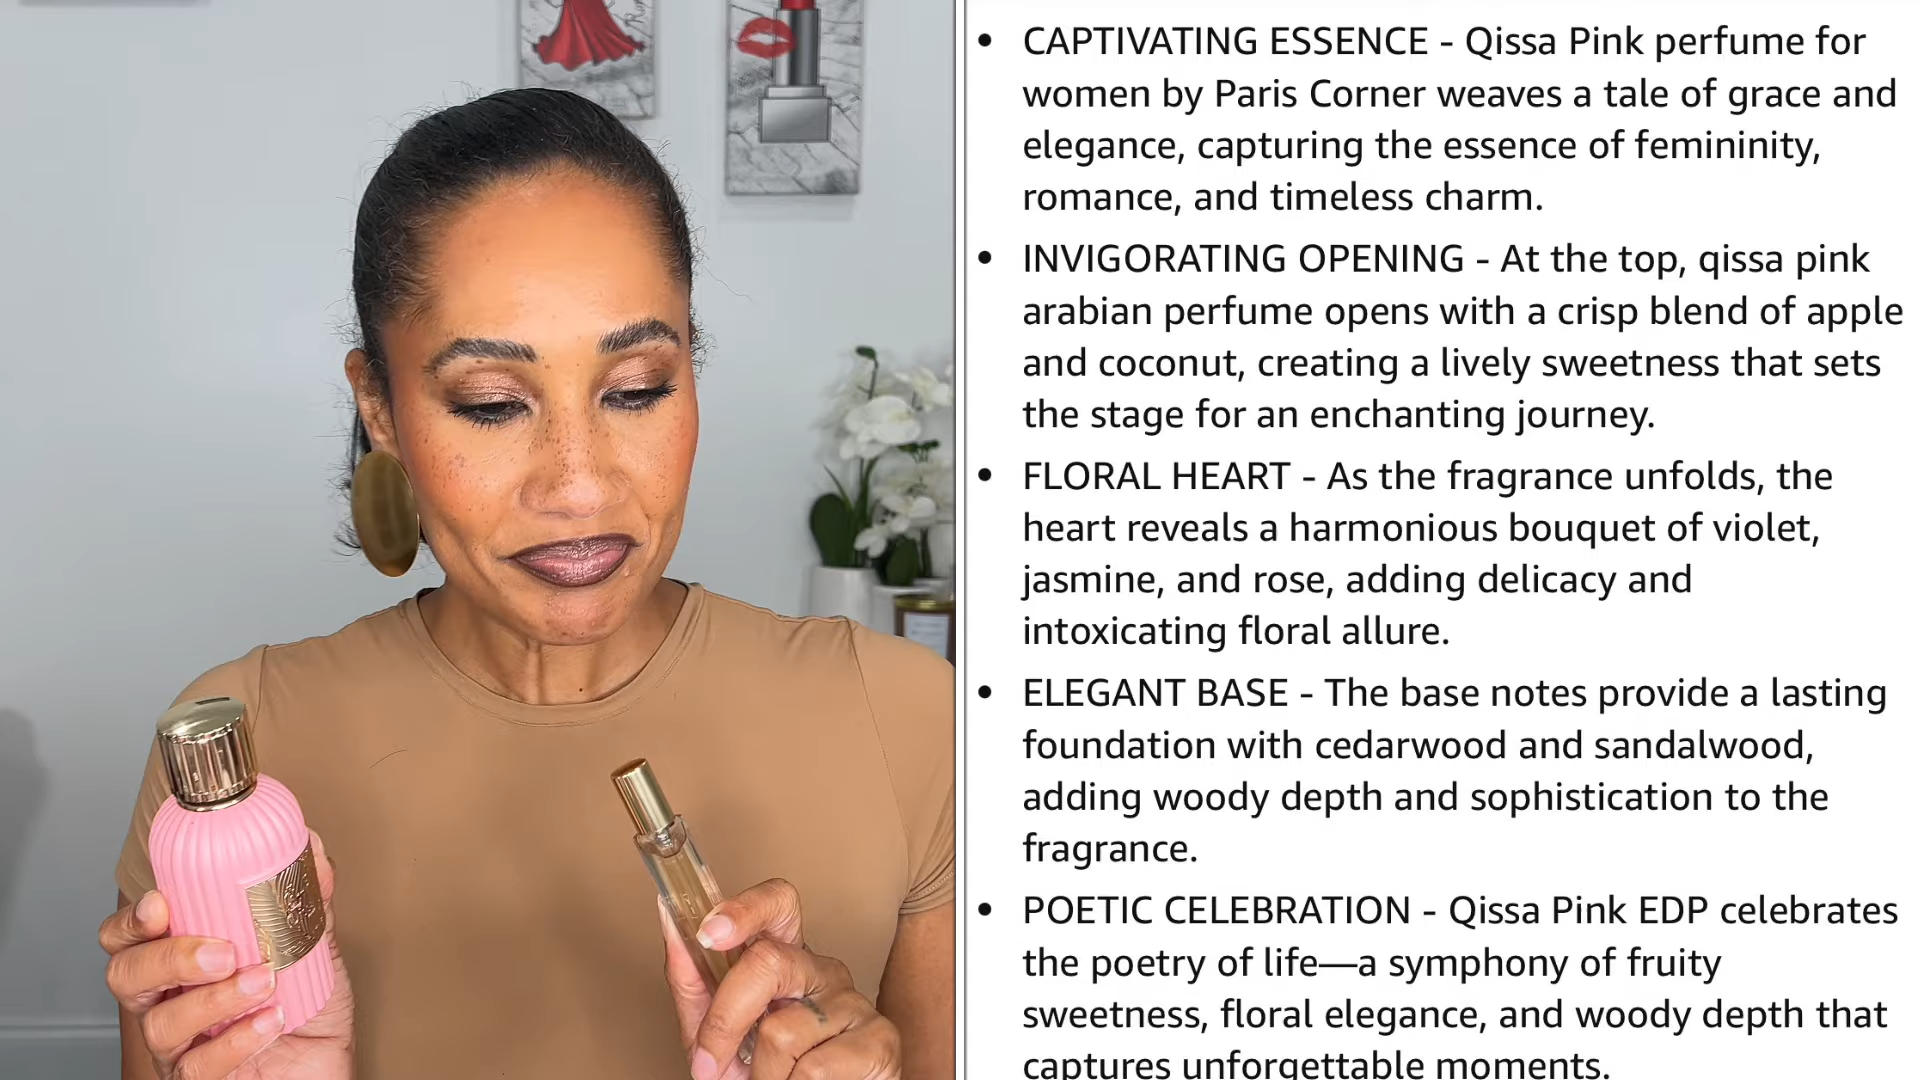 • CAPTIVATING ESSENCE - Qissa Pink perfume for
women by Paris Corner weaves a tale of grace and
elegance, capturing the essence of femininity,
romance, and timeless charm.
• INVIGORATING OPENING - At the top, qissa pink
arabian perfume opens with a crisp blend of apple
and coconut, creating a lively sweetness that sets
the stage for an enchanting journey.
• FLORAL HEART - As the fragrance unfolds, the
heart reveals a harmonious bouquet of violet,
jasmine, and rose, adding delicacy and
intoxicating floral allure.
• ELEGANT BASE - The base notes provide a lasting
foundation with cedarwood and sandalwood,
adding woody depth and sophistication to the
fragrance.
• POETIC CELEBRATION - Qissa Pink EDP celebrates
the poetry of life—a symphony of fruity
sweetness, floral elegance, and woody depth that
captures unforgettable moments.